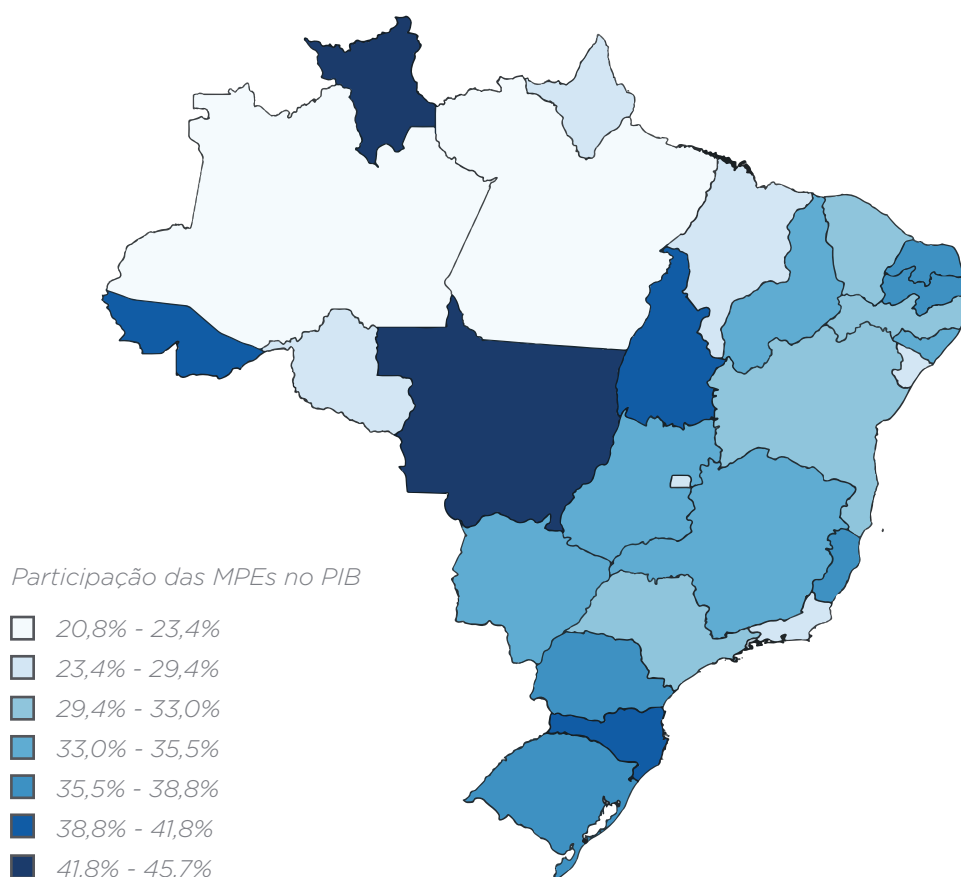 Participação das MPEs no PIB
20,8% - 23,4%
23,4% - 29,4%
29,4% - 33,0%
33,0% - 35,5%
35,5% - 38,8%
38,8% - 41,8%
41,8% - 45,7%